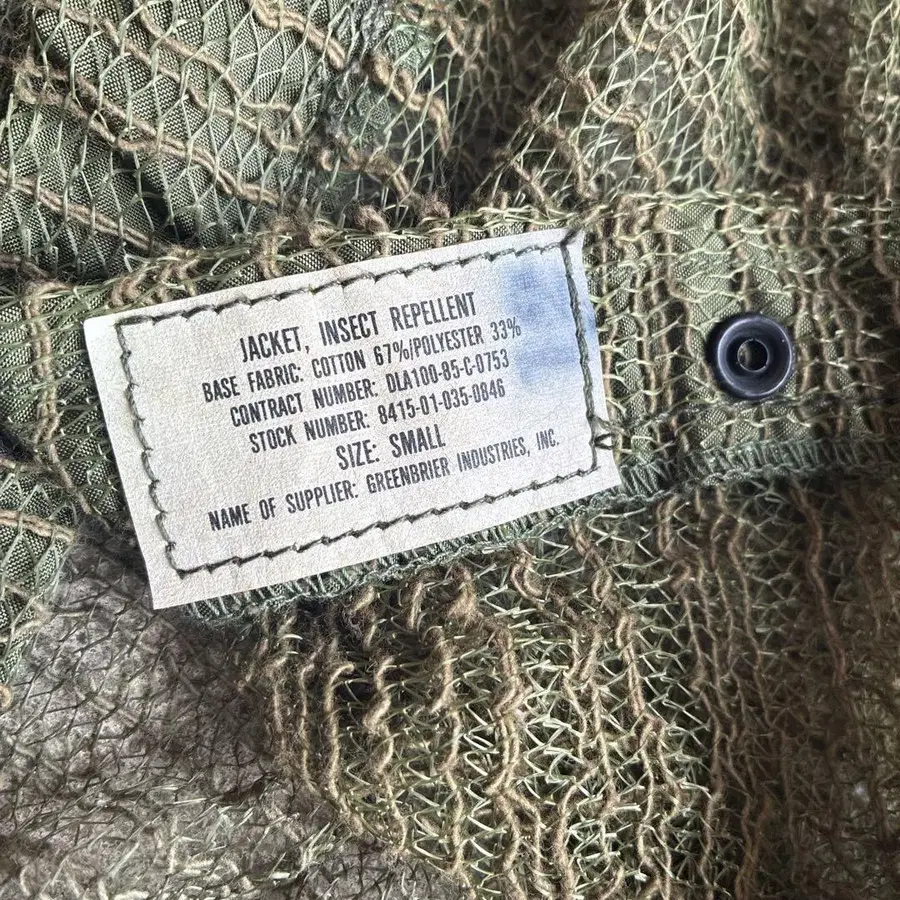 JACKET, INSECT REPELLENT
BASE FABRIC: COTTON 67%/POLYESTER 33%
CONTRACT NUMBER: DLA100-85-C-0753
STOCK NUMBER: 8415-01-035-0846
SIZE: SMALL
NAME OF SUPPLIER: GREENBRIER INDUSTRIES, INC.